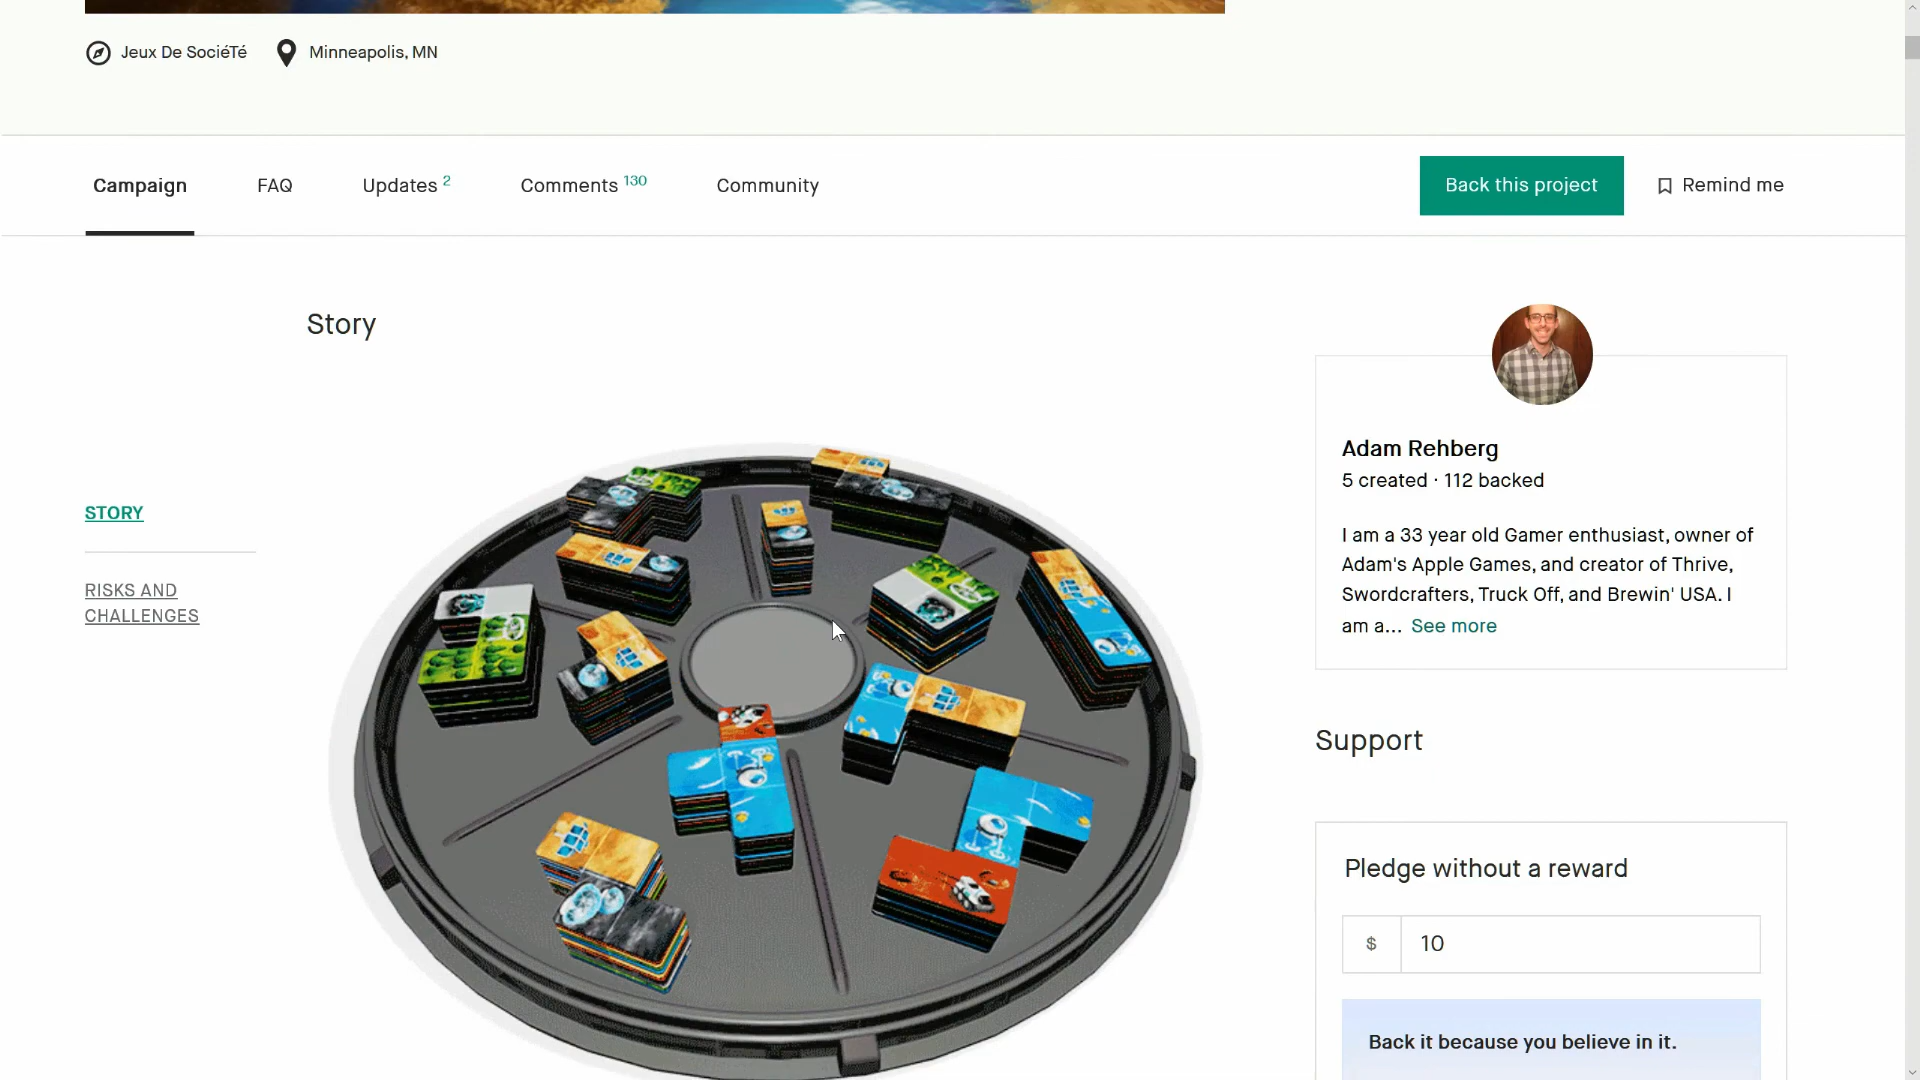 Jeux De SociéTé
Minneapolis, MN
Campaign
FAQ
Updates 2
Comments 130
Community
Back this project
Remind me
Story
STORY
RISKS AND
CHALLENGES
Adam Rehberg
5 created · 112 backed
I am a 33 year old Gamer enthusiast, owner of
Adam's Apple Games, and creator of Thrive,
Swordcrafters, Truck Off, and Brewin' USA. I
am a... See more
Support
Pledge without a reward
$ 10
Back it because you believe in it.